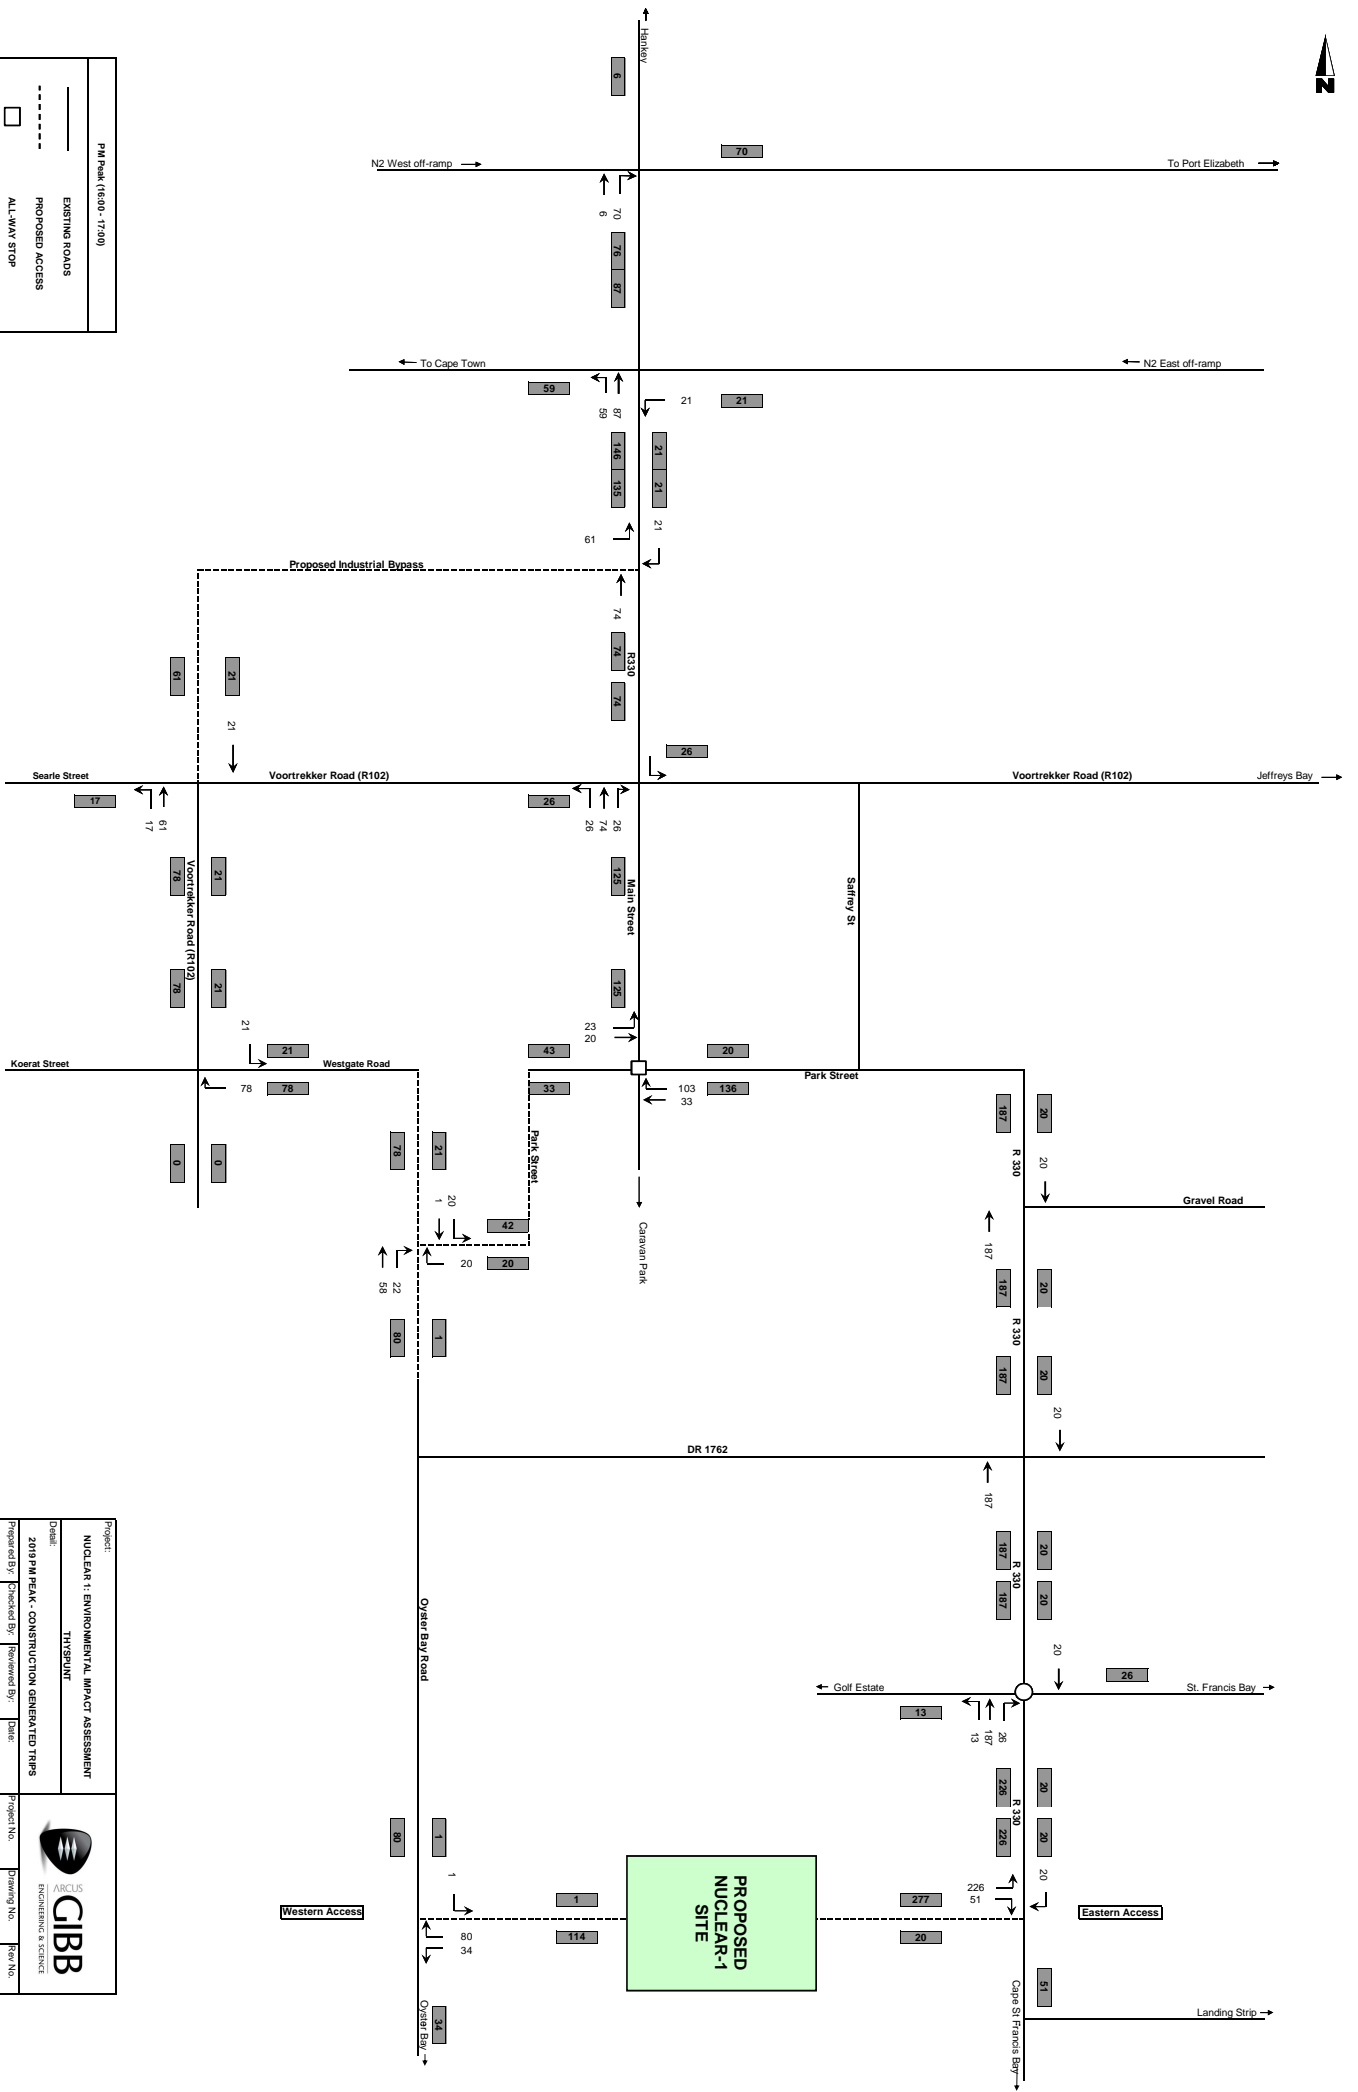 Hankey
N
6
70
N2 West off-ramp
To Port Elizabeth
PM Peak (16:00 - 17:00)
EXISTING ROADS
PROPOSED ACCESS
ALL-WAY STOP
6
70
76
87
To Cape Town
N2 East off-ramp
59
59
87
21
21
146
135
21
21
21
61
Proposed Industrial Bypass
74
74
R330
74
61
21
21
26
Searle Street
Voortrekker Road (R102)
Voortrekker Road (R102)
Jeffreys Bay
17
17
61
26
26
74
26
78
21
Voortrekker Road (R102)
125
Main Street
Saffrey St
78
21
125
21
23
20
21
43
20
Koerat Street
Westgate Road
Park Street
78
78
33
103
136
33
0
0
78
21
Park Street
187
20
R 330
20
Gravel Road
1
20
42
20
20
58
22
Caravan Park
187
80
1
187
20
R 330
187
20
20
DR 1762
187
187
20
R 330
187
20
20
26
Golf Estate
St. Francis Bay
13
13
187
26
Oyster Bay Road
226
20
R 330
226
20
80
1
1
1
PROPOSED
NUCLEAR-1
SITE
277
226
51
20
Western Access
Eastern Access
114
80
34
20
51
34
Oyster Bay
Cape St Francis Bay
Landing Strip
Project:
NUCLEAR 1: ENVIRONMENTAL IMPACT ASSESSMENT
THYSPUNT
Detail:
2019 PM PEAK - CONSTRUCTION GENERATED TRIPS
Prepared By:
Checked By:
Reviewed By:
Date:
Project No.
Drawing No.
Rev No.
ARCUS
GIBB
ENGINEERING & SCIENCE